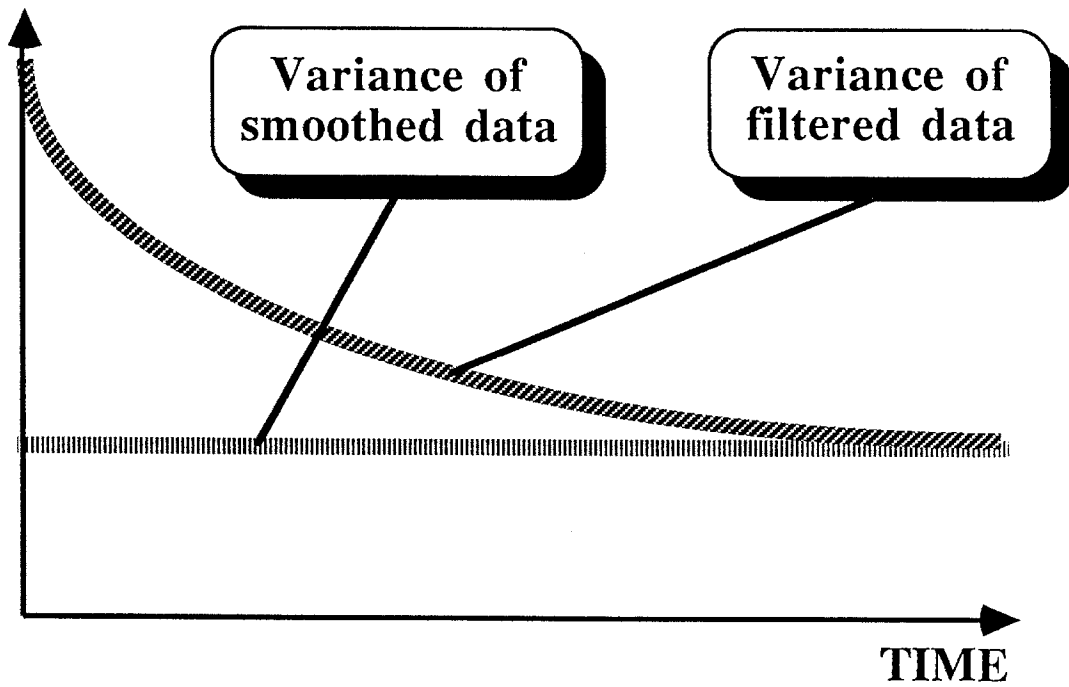 Variance of
smoothed data
Variance of
filtered data
TIME